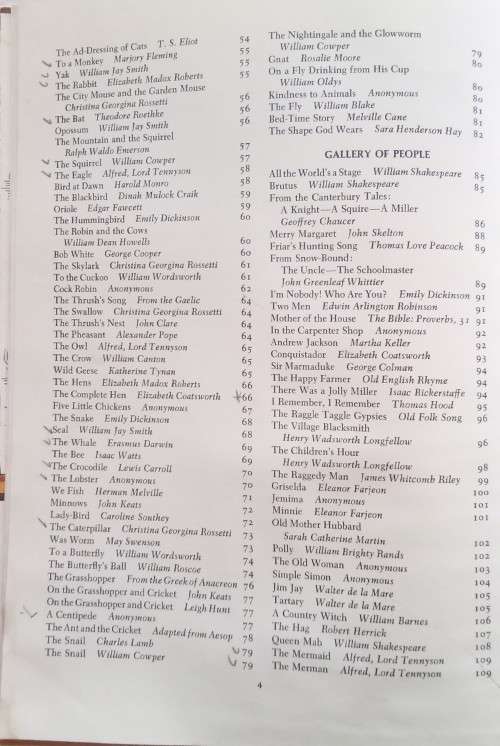 The Ad-Dressing of Cats T. S. Eliot 54
To a Monkey Marjory Fleming 55
Yak William Jay Smith 55
The Rabbit Elizabeth Madox Roberts 55
The City Mouse and the Garden Mouse
Christina Georgina Rossetti 56
The Bat Theodore Roethke 56
Opossum William Jay Smith 56
The Mountain and the Squirrel
Ralph Waldo Emerson 57
The Squirrel William Cowper 57
The Eagle Alfred, Lord Tennyson 58
Bird at Dawn Harold Monro 58
The Blackbird Dinah Mulock Craik 59
Oriole Edgar Fawcett 59
The Hummingbird Emily Dickinson 60
The Robin and the Cows
William Dean Howells 60
Bob White George Cooper 60
The Skylark Christina Georgina Rossetti 61
To the Cuckoo William Wordsworth 61
Cock Robin Anonymous 62
The Thrush's Song From the Gaelic 64
The Swallow Christina Georgina Rossetti 64
The Thrush's Nest John Clare 64
The Pheasant Alexander Pope 64
The Owl Alfred, Lord Tennyson 65
The Crow William Canton 65
Wild Geese Katherine Tynan 65
The Hens Elizabeth Madox Roberts 66
The Complete Hen Elizabeth Coatsworth 66
Five Little Chickens Anonymous 67
The Snake Emily Dickinson 68
Seal William Jay Smith 68
The Whale Erasmus Darwin 69
The Bee Isaac Watts 69
The Crocodile Lewis Carroll 70
The Lobster Anonymous 70
We Fish Herman Melville 71
Minnows John Keats 72
Lady-Bird Caroline Southey 72
The Caterpillar Christina Georgina Rossetti 73
Was Worm May Swenson 73
To a Butterfly William Wordsworth 74
The Butterfly's Ball William Roscoe 74
The Grasshopper From the Greek of Anacreon 76
On the Grasshopper and Cricket John Keats 77
On the Grasshopper and Cricket Leigh Hunt 77
A Centipede Anonymous 77
The Ant and the Cricket Adapted from Aesop 78
The Snail Charles Lamb 79
The Snail William Cowper 79
The Nightingale and the Glowworm
William Cowper 79
Gnat Rosalie Moore 80
On a Fly Drinking from His Cup
William Oldys 80
Kindness to Animals Anonymous 80
The Fly William Blake 81
Bed-Time Story Melville Cane 81
The Shape God Wears Sara Henderson Hay 82
GALLERY OF PEOPLE
All the World's a Stage William Shakespeare 85
Brutus William Shakespeare 85
From the Canterbury Tales:
A Knight—A Squire—A Miller
Geoffrey Chaucer 86
Merry Margaret John Skelton 88
Friar's Hunting Song Thomas Love Peacock 89
From Snow-Bound:
The Uncle—The Schoolmaster
John Greenleaf Whittier 89
I'm Nobody! Who Are You? Emily Dickinson 91
Two Men Edwin Arlington Robinson 91
Mother of the House The Bible: Proverbs, 31 91
In the Carpenter Shop Anonymous 92
Andrew Jackson Martha Keller 92
Conquistador Elizabeth Coatsworth 93
Sir Marmaduke George Colman 94
The Happy Farmer Old English Rhyme 94
There Was a Jolly Miller Isaac Bickerstaffe 94
I Remember, I Remember Thomas Hood 95
The Raggle Taggle Gypsies Old Folk Song 96
The Village Blacksmith
Henry Wadsworth Longfellow 96
The Children's Hour
Henry Wadsworth Longfellow 98
The Raggedy Man James Whitcomb Riley 99
Griselda Eleanor Farjeon 100
Jemima Anonymous 101
Minnie Eleanor Farjeon 101
Old Mother Hubbard
Sarah Catherine Martin 102
Polly William Brighty Rands 102
The Old Woman Anonymous 103
Simple Simon Anonymous 104
Jim Jay Walter de la Mare 105
Tartary Walter de la Mare 105
A Country Witch William Barnes 106
The Hag Robert Herrick 107
Queen Mab William Shakespeare 108
The Mermaid Alfred, Lord Tennyson 109
The Merman Alfred, Lord Tennyson 109
4